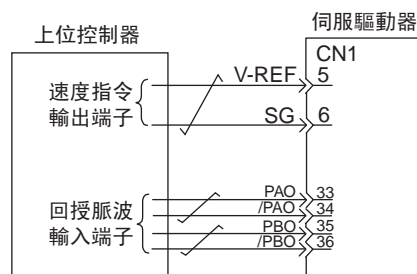 上位控制器
伺服驅動器
CN1
速度指令
輸出端子
V-REF 5
SG 6
回授脈波
輸入端子
PAO 33
/PAO 34
PBO 35
/PBO 36